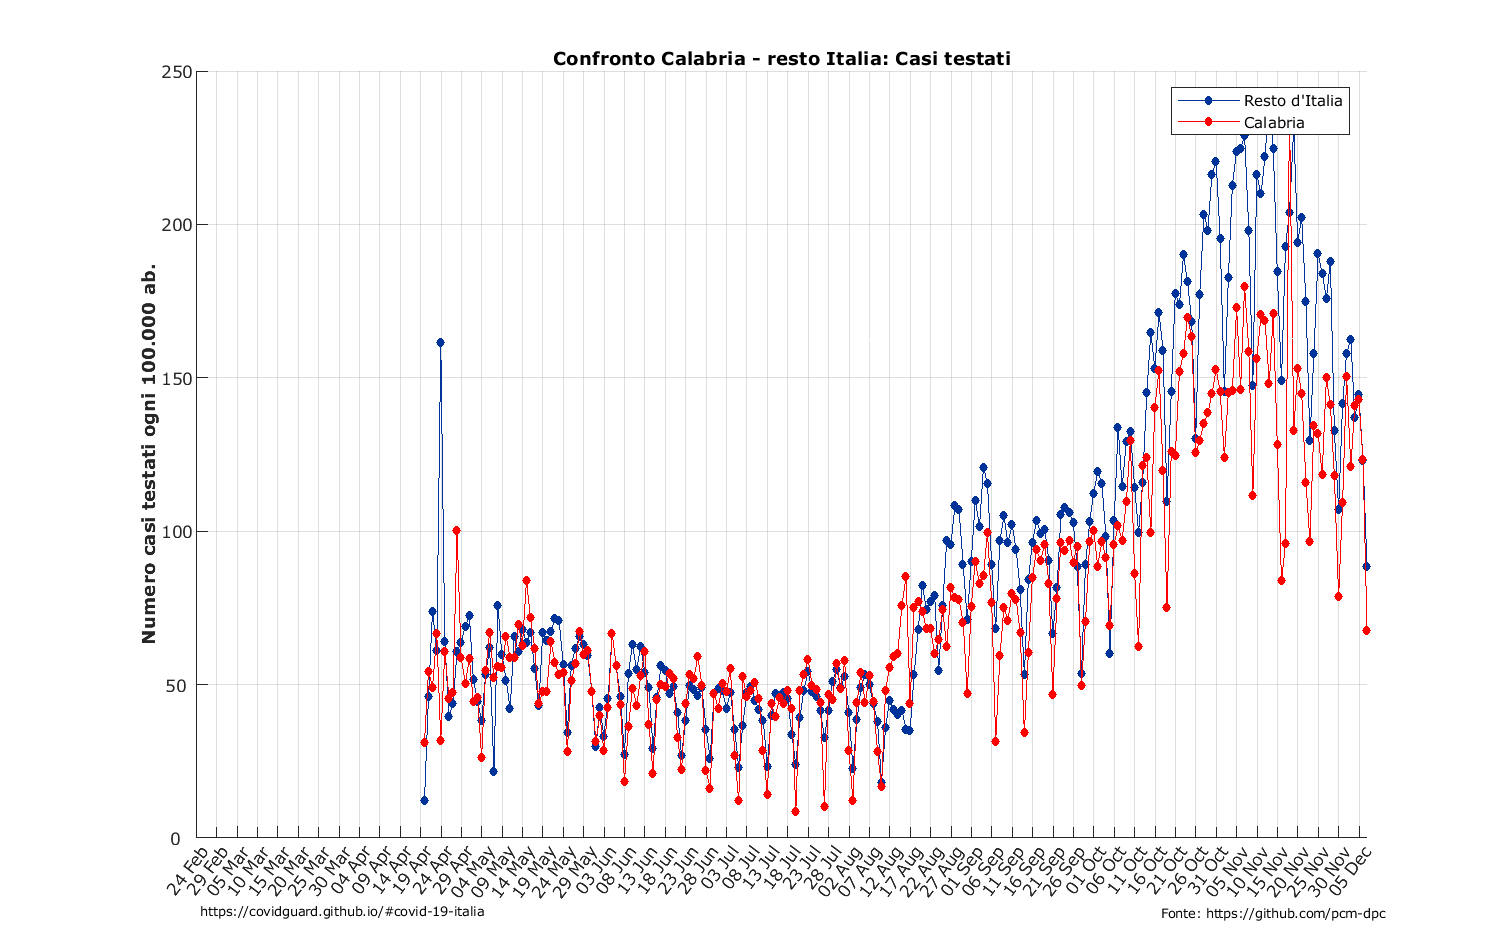 Confronto Calabria - resto Italia: Casi testati
Numero casi testati ogni 100.000 ab.
250
200
150
100
50
0
Resto d'Italia
Calabria
24 Feb
29 Feb
05 Mar
10 Mar
15 Mar
20 Mar
25 Mar
30 Mar
04 Apr
09 Apr
14 Apr
19 Apr
24 Apr
29 Apr
04 May
09 May
14 May
19 May
24 May
29 May
03 Jun
08 Jun
13 Jun
18 Jun
23 Jun
28 Jun
03 Jul
08 Jul
13 Jul
18 Jul
23 Jul
28 Jul
02 Aug
07 Aug
12 Aug
17 Aug
22 Aug
27 Aug
01 Sep
06 Sep
11 Sep
16 Sep
21 Sep
26 Sep
01 Oct
06 Oct
11 Oct
16 Oct
21 Oct
26 Oct
31 Oct
05 Nov
10 Nov
15 Nov
20 Nov
25 Nov
30 Nov
05 Dec
https://covidguard.github.io/#covid-19-italia
Fonte: https://github.com/pcm-dpc